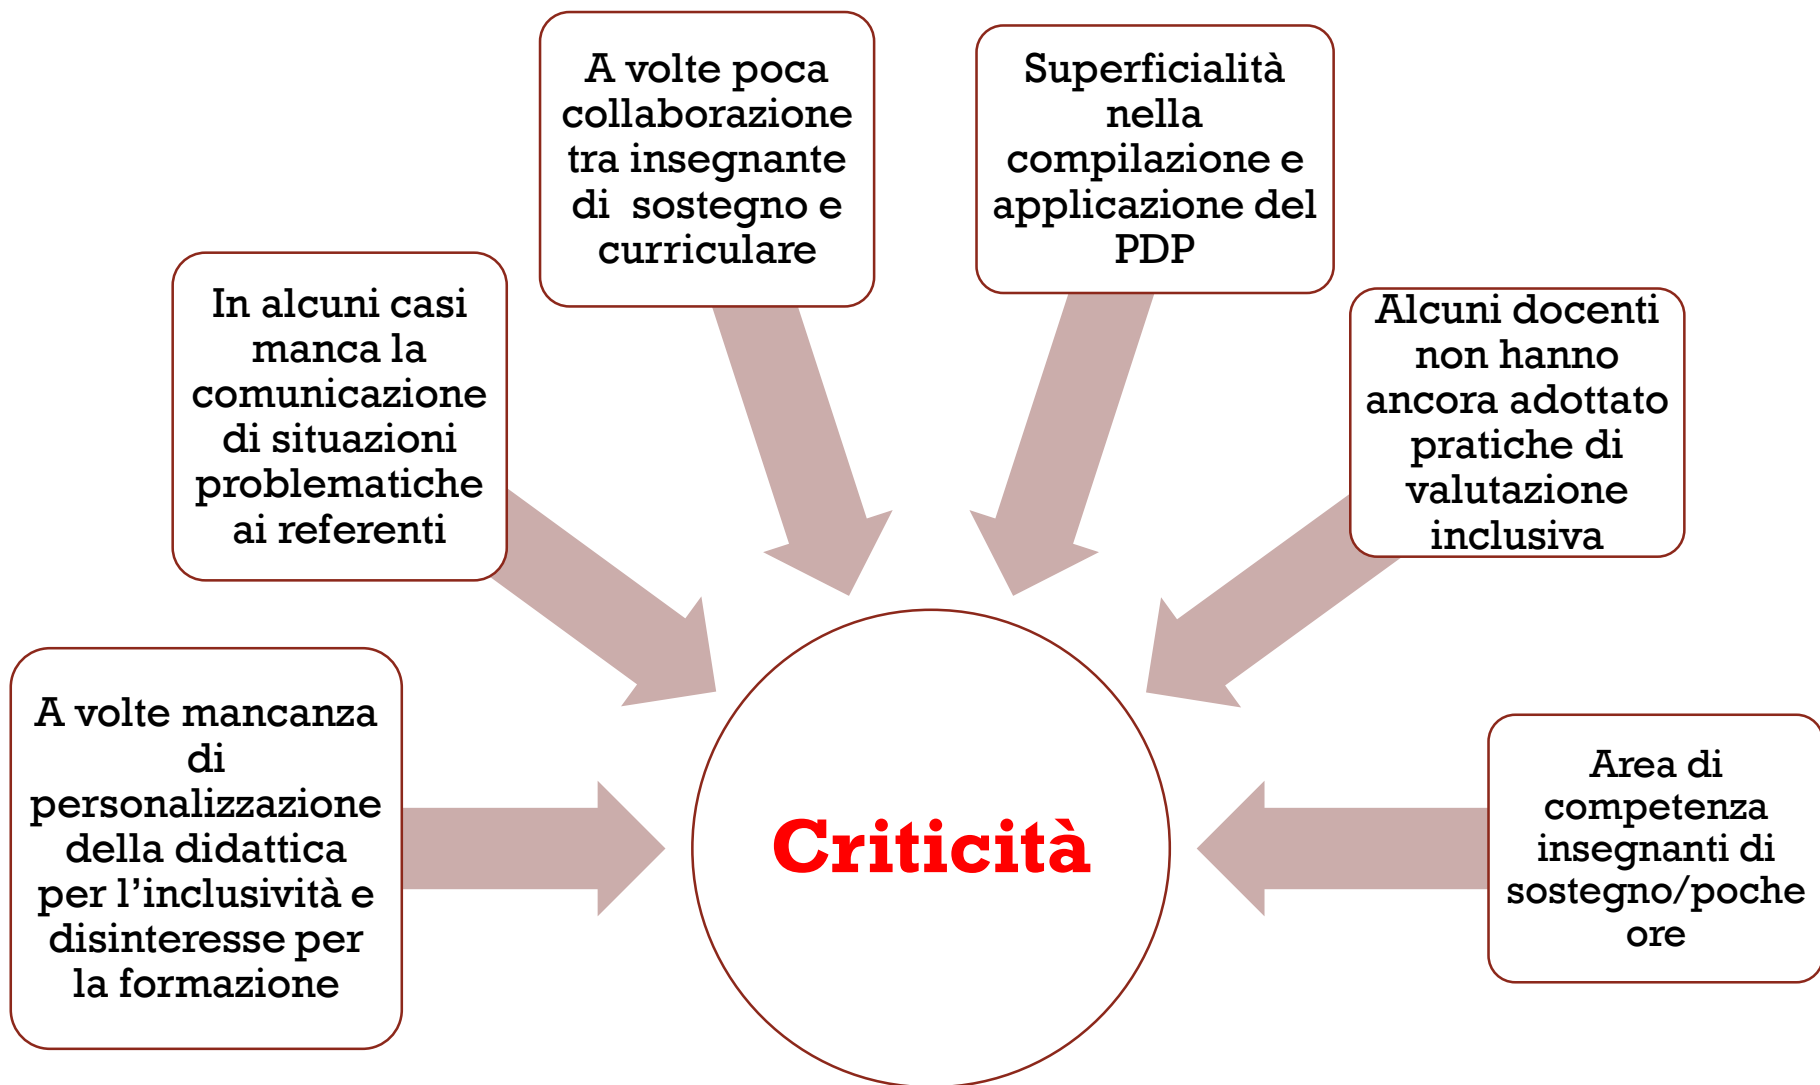 A volte mancanza
di
personalizzazione
della didattica
per l’inclusività e
disinteresse per
la formazione
In alcuni casi
manca la
comunicazione
di situazioni
problematiche
ai referenti
A volte poca
collaborazione
tra insegnante
di  sostegno e
curriculare
Superficialità
nella
compilazione e
applicazione del
PDP
Alcuni docenti
non hanno
ancora adottato
pratiche di
valutazione
inclusiva
Area di
competenza
insegnanti di
sostegno/poche
ore
Criticità